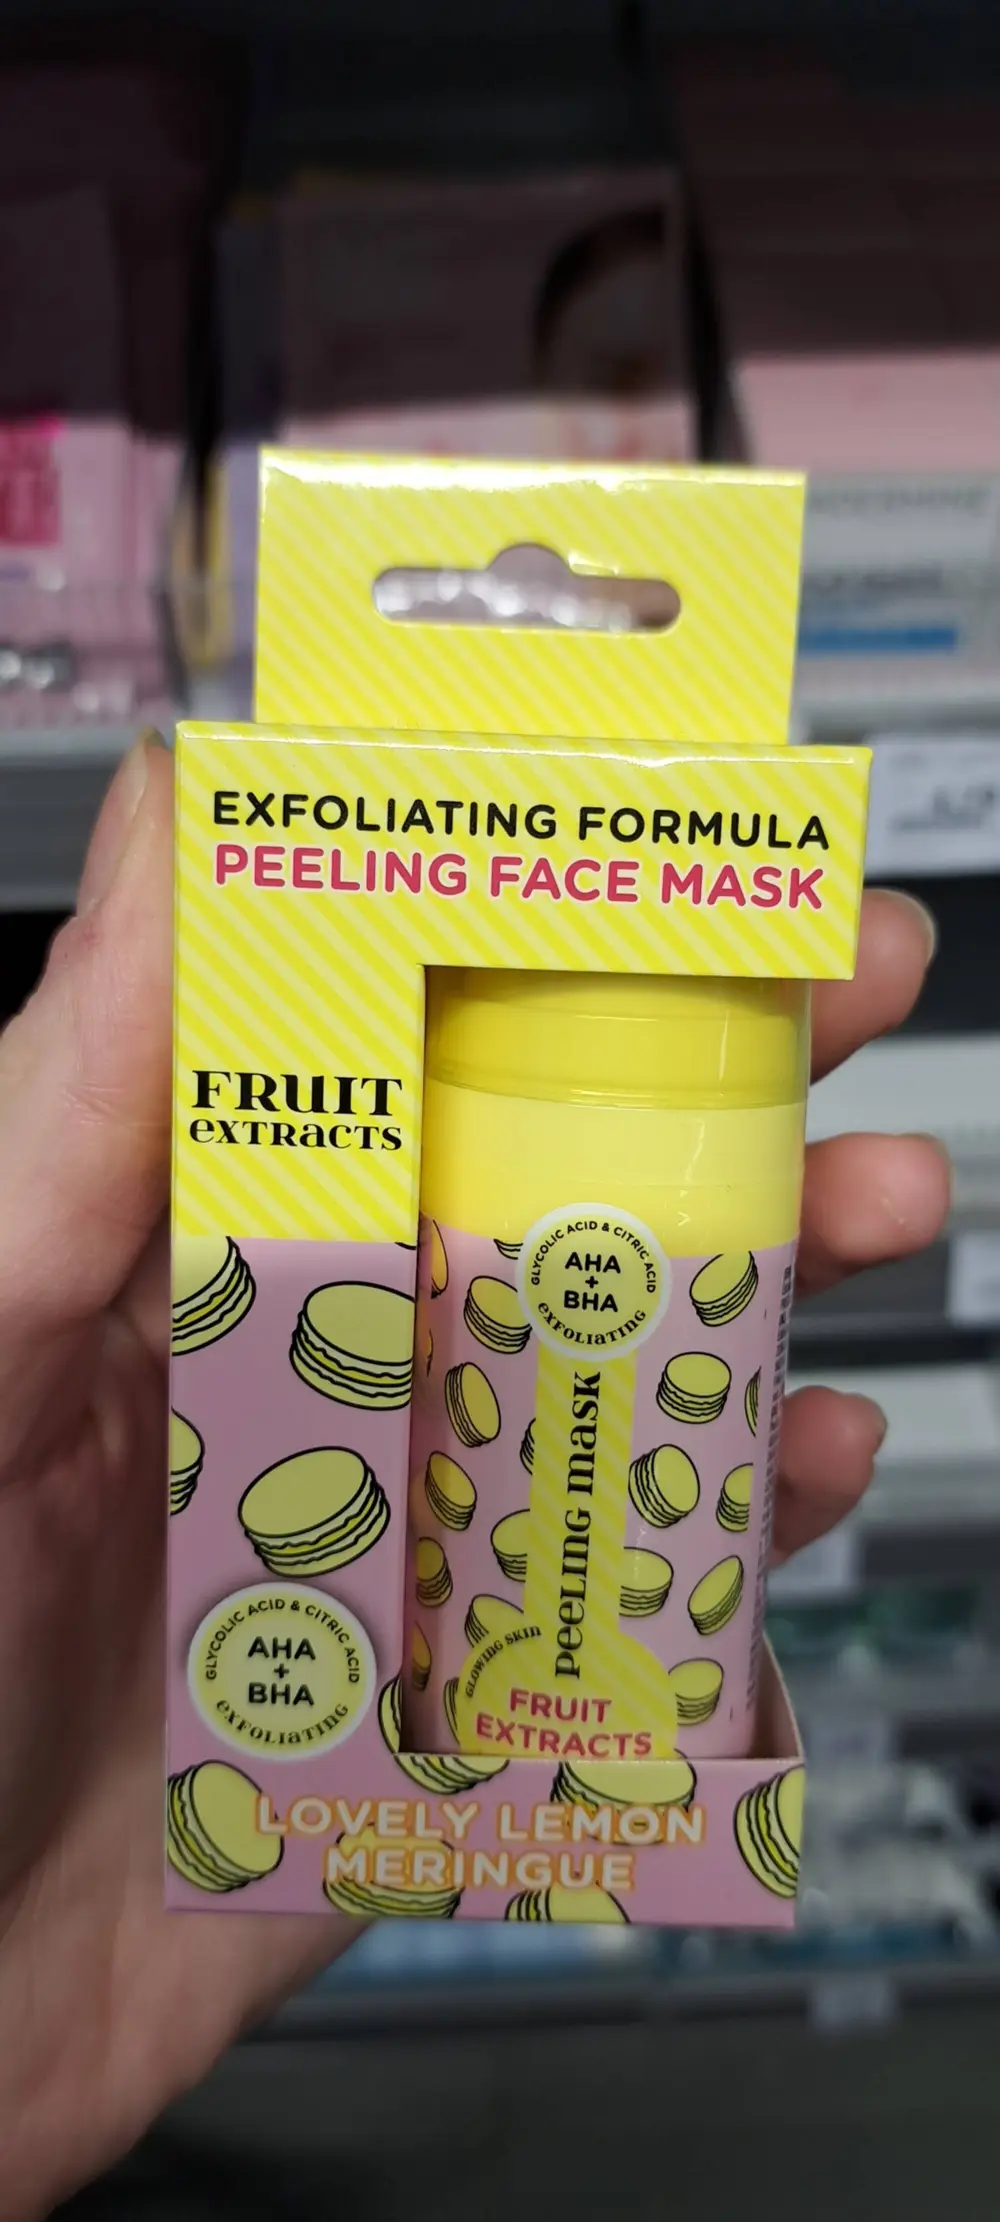 EXFOLIATING FORMULA
PEELING FACE MASK
FRUIT
EXTRACTS
GLYCOLIC ACID & CITRIC ACID
AHA
+
BHA
EXFOLIATING
PEELING MASK
GLOWING SKIN
FRUIT
EXTRACTS
GLYCOLIC ACID & CITRIC ACID
AHA
+
BHA
EXFOLIATING
LOVELY LEMON
MERINGUE